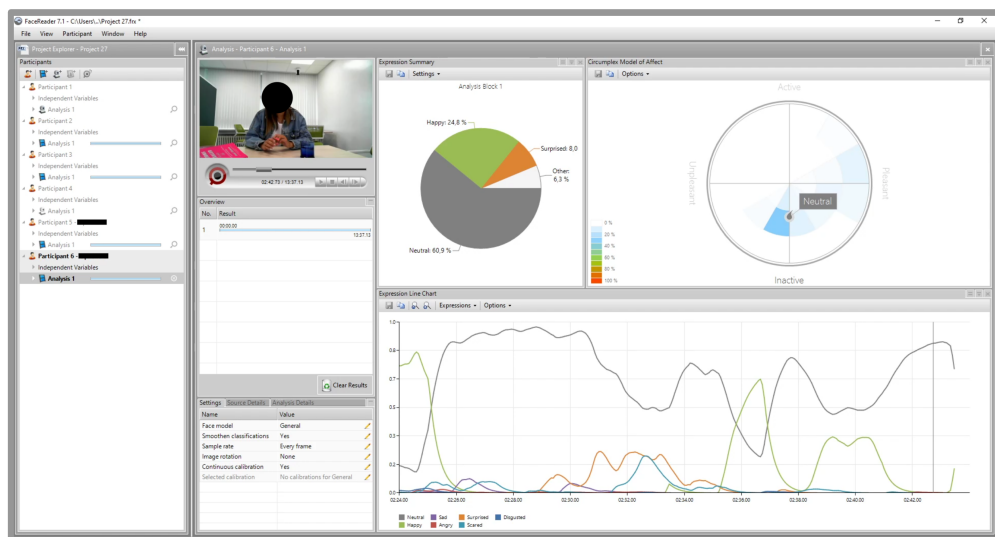 FaceReader 7.1 - C:\Users\...\Project 27.frx *
File View Participant Window Help
Project Explorer - Project 27
Participants
Participant 1
Independent Variables
Analysis 1
Participant 2
Independent Variables
Analysis 1
Participant 3
Independent Variables
Analysis 1
Participant 4
Independent Variables
Analysis 1
Participant 5 -
Independent Variables
Analysis 1
Participant 6 -
Independent Variables
Analysis 1
Analysis - Participant 6 - Analysis 1
02:42.73 / 13:37.13
Overview
No. Result
1 00:00.00
13:37.13
Clear Results
Settings Source Details Analysis Details
Name Value
Face model General
Smoothen classifications Yes
Sample rate Every frame
Image rotation None
Continuous calibration Yes
Selected calibration No calibrations for General
Expression Summary
Settings
Analysis Block 1
Happy: 24,8 %
Surprised: 8,0
Other:
6,3 %
Neutral: 60,9 %
Circumplex Model of Affect
Options
Active
Unpleasant
Pleasant
Neutral
Inactive
0 %
20 %
40 %
60 %
80 %
90 %
100 %
Expression Line Chart
Expressions Options
1.0
0.8
0.7
0.5
0.3
0.2
0.0
02:24.00 02:26.00 02:28.00 02:30.00 02:32.00 02:34.00 02:36.00 02:38.00 02:40.00 02:42.00
Neutral Sad Surprised Disgusted
Happy Angry Scared